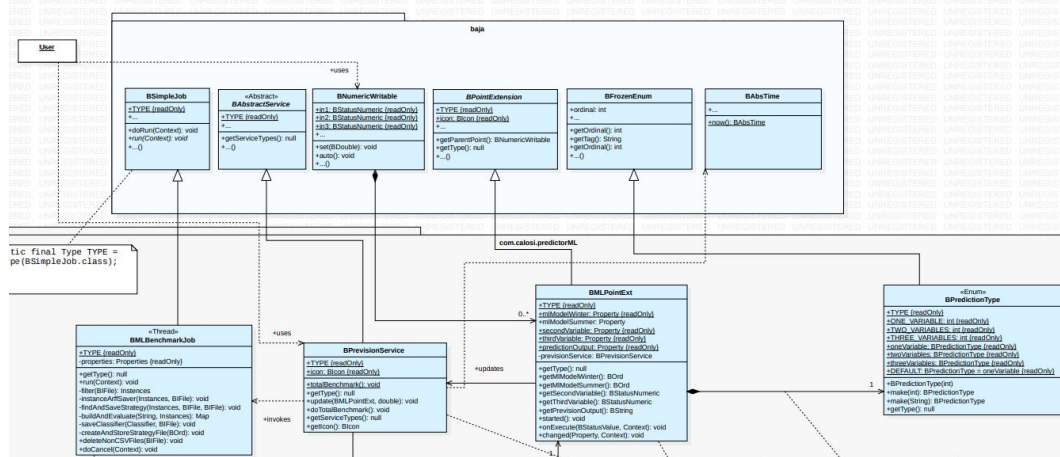 baja
User
+uses
BSimpleJob
+TYPE {readOnly}
+...
+doRun(Context): void
+run(Context): void
+...()
«Abstract»
BAbstractService
+TYPE {readOnly}
+...
+getServiceTypes(): null
+...()
BNumericWritable
+in1: BStatusNumeric {readOnly}
+in2: BStatusNumeric {readOnly}
+in3: BStatusNumeric {readOnly}
+...
+set(BDouble): void
+auto(): void
+...()
BPointExtension
+TYPE {readOnly}
+icon: BIcon {readOnly}
+...
+getParentPoint(): BNumericWritable
+getType(): null
+...()
BFrozenEnum
+ordinal: int
+...
+getOrdinal(): int
+getTag(): String
+getOrdinal(): int
+...()
BAbsTime
+...
+now(): BAbsTime
com.calosi.predictorML
tic final Type TYPE =
pe(BSimpleJob.class);
«Thread»
BMLBenchmarkJob
+TYPE {readOnly}
-properties: Properties {readOnly}
+getType(): null
+run(Context): void
-filter(BIFile): Instances
-instanceArffSaver(Instances, BIFile): void
-findAndSaveStrategy(Instances, BIFile, BIFile): void
-buildAndEvaluate(String, Instances): Map
-saveClassifier(Classifier, BIFile): void
-createAndStoreStrategyFile(BOrd): void
+deleteNonCSVFiles(BIFile): void
+doCancel(Context): void
+uses
+invokes
BPrevisionService
+TYPE {readOnly}
+icon: BIcon {readOnly}
+totalBenchmark(): void
+getType(): null
+update(BMLPointExt, double): void
+doTotalBenchmark(): void
+getServiceTypes(): null
+getIcon(): BIcon
0..*
+updates
BMLPointExt
+TYPE {readOnly}
+mlModelWinter: Property {readOnly}
+mlModelSummer: Property
+secondVariable: Property {readOnly}
+thirdVariable: Property {readOnly}
+predictionOutput: Property {readOnly}
-previsionService: BPrevisionService
+getType(): null
+getMlModelWinter(): BOrd
+getMlModelSummer(): BOrd
+getSecondVariable(): BStatusNumeric
+getThirdVariable(): BStatusNumeric
+getPrevisionOutput(): BString
+started(): void
+onExecute(BStatusValue, Context): void
+changed(Property, Context): void
1
1
«Enum»
BPredictionType
+TYPE {readOnly}
+ONE_VARIABLE: int {readOnly}
+TWO_VARIABLES: int {readOnly}
+THREE_VARIABLES: int {readOnly}
+oneVariable: BPredictionType {readOnly}
+twoVariables: BPredictionType {readOnly}
+threeVariables: BPredictionType {readOnly}
+DEFAULT: BPredictionType = oneVariable {readOnly}
+BPredictionType(int)
+make(int): BPredictionType
+make(String): BPredictionType
+getType(): null